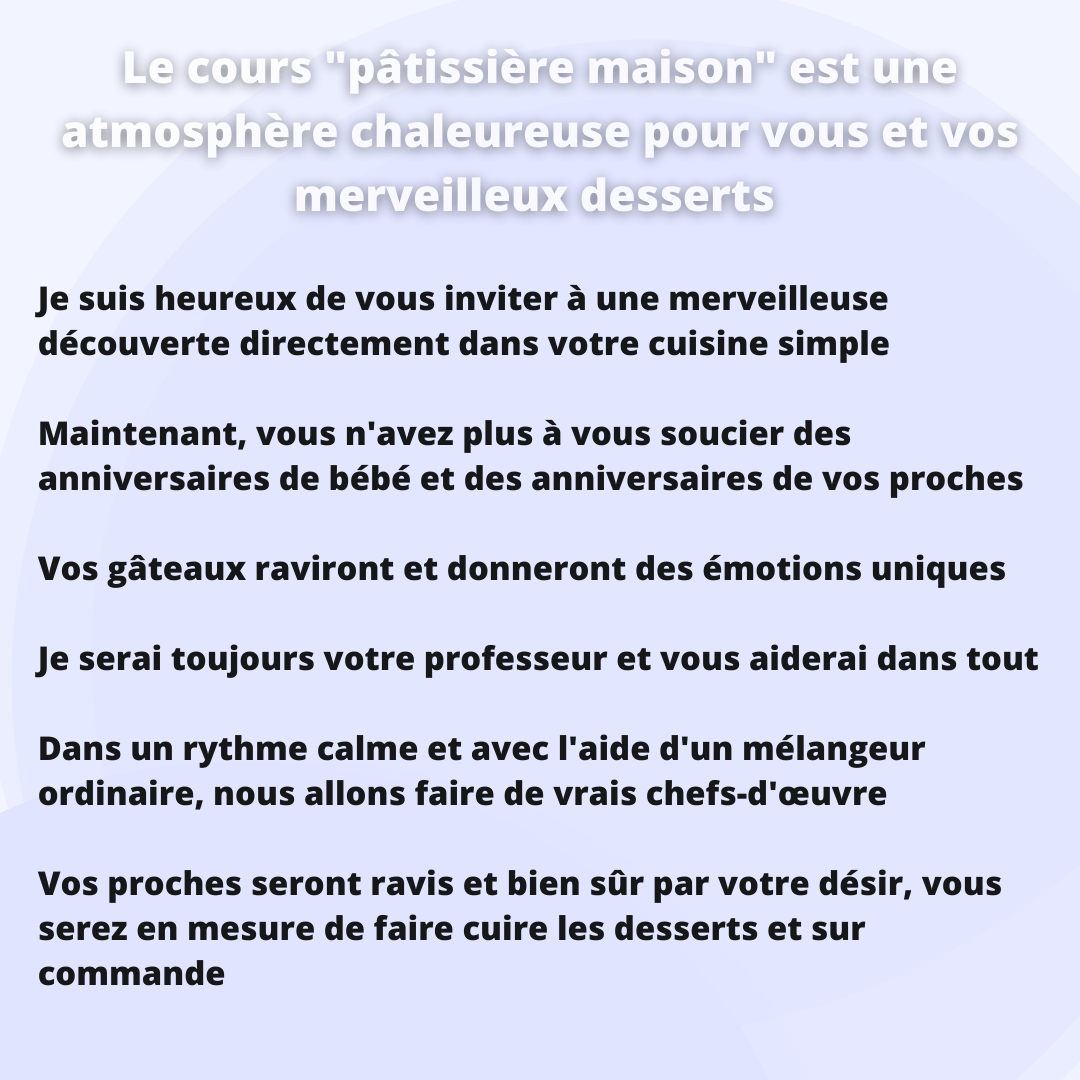 Le cours "pâtissière maison" est une
atmosphère chaleureuse pour vous et vos
merveilleux desserts
Je suis heureux de vous inviter à une merveilleuse
découverte directement dans votre cuisine simple
Maintenant, vous n'avez plus à vous soucier des
anniversaires de bébé et des anniversaires de vos proches
Vos gâteaux raviront et donneront des émotions uniques
Je serai toujours votre professeur et vous aiderai dans tout
Dans un rythme calme et avec l'aide d'un mélangeur
ordinaire, nous allons faire de vrais chefs-d'œuvre
Vos proches seront ravis et bien sûr par votre désir, vous
serez en mesure de faire cuire les desserts et sur
commande